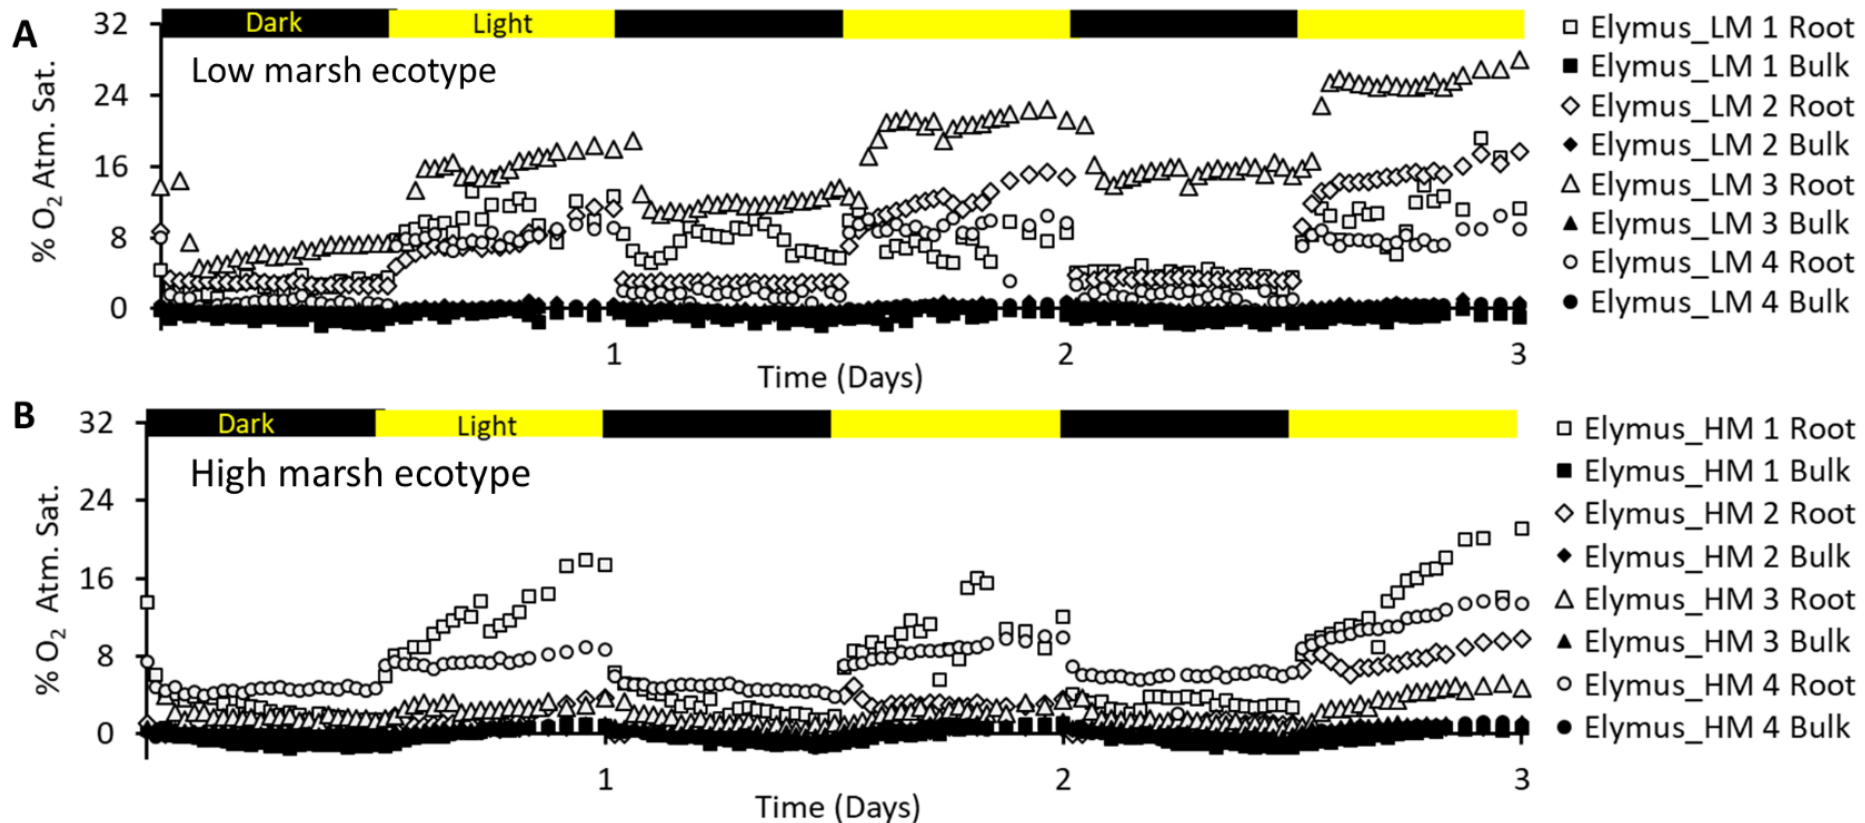 A
32
24
16
8
0
% O2 Atm. Sat.
Dark
Light
Low marsh ecotype
1
2
3
Time (Days)
Elymus_LM 1 Root
Elymus_LM 1 Bulk
Elymus_LM 2 Root
Elymus_LM 2 Bulk
Elymus_LM 3 Root
Elymus_LM 3 Bulk
Elymus_LM 4 Root
Elymus_LM 4 Bulk
B
32
24
16
8
0
% O2 Atm. Sat.
Dark
Light
High marsh ecotype
1
2
3
Time (Days)
Elymus_HM 1 Root
Elymus_HM 1 Bulk
Elymus_HM 2 Root
Elymus_HM 2 Bulk
Elymus_HM 3 Root
Elymus_HM 3 Bulk
Elymus_HM 4 Root
Elymus_HM 4 Bulk